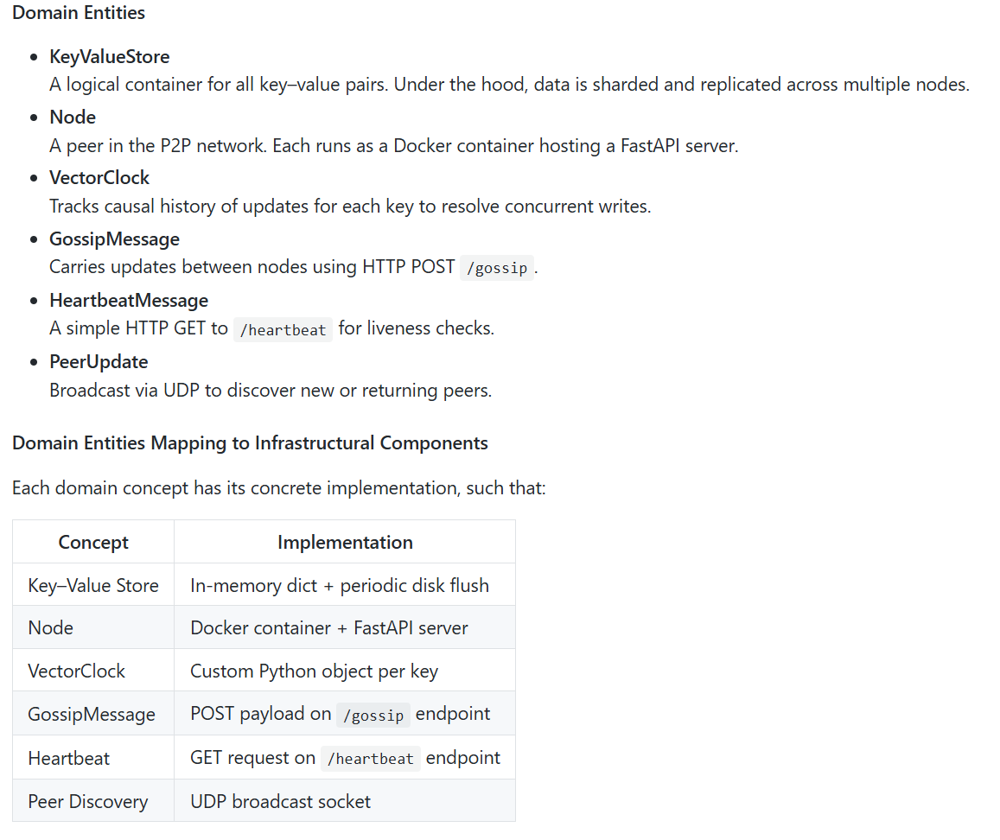 Domain Entities
KeyValueStore
A logical container for all key–value pairs. Under the hood, data is sharded and replicated across multiple nodes.
Node
A peer in the P2P network. Each runs as a Docker container hosting a FastAPI server.
VectorClock
Tracks causal history of updates for each key to resolve concurrent writes.
GossipMessage
Carries updates between nodes using HTTP POST /gossip.
HeartbeatMessage
A simple HTTP GET to /heartbeat for liveness checks.
PeerUpdate
Broadcast via UDP to discover new or returning peers.
Domain Entities Mapping to Infrastructural Components
Each domain concept has its concrete implementation, such that:
Concept Implementation
Key–Value Store In-memory dict + periodic disk flush
Node Docker container + FastAPI server
VectorClock Custom Python object per key
GossipMessage POST payload on /gossip endpoint
Heartbeat GET request on /heartbeat endpoint
Peer Discovery UDP broadcast socket